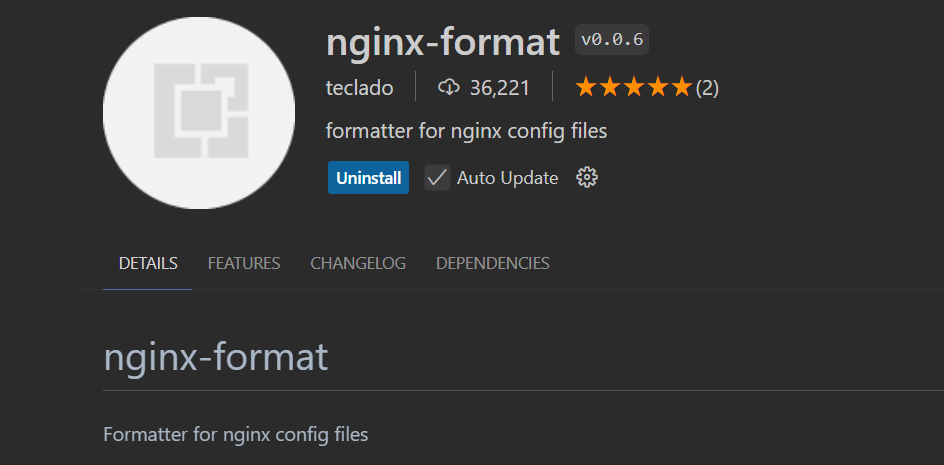 nginx-format v0.0.6
teclado 36,221 (2)
formatter for nginx config files
Uninstall Auto Update
DETAILS FEATURES CHANGELOG DEPENDENCIES
nginx-format
Formatter for nginx config files